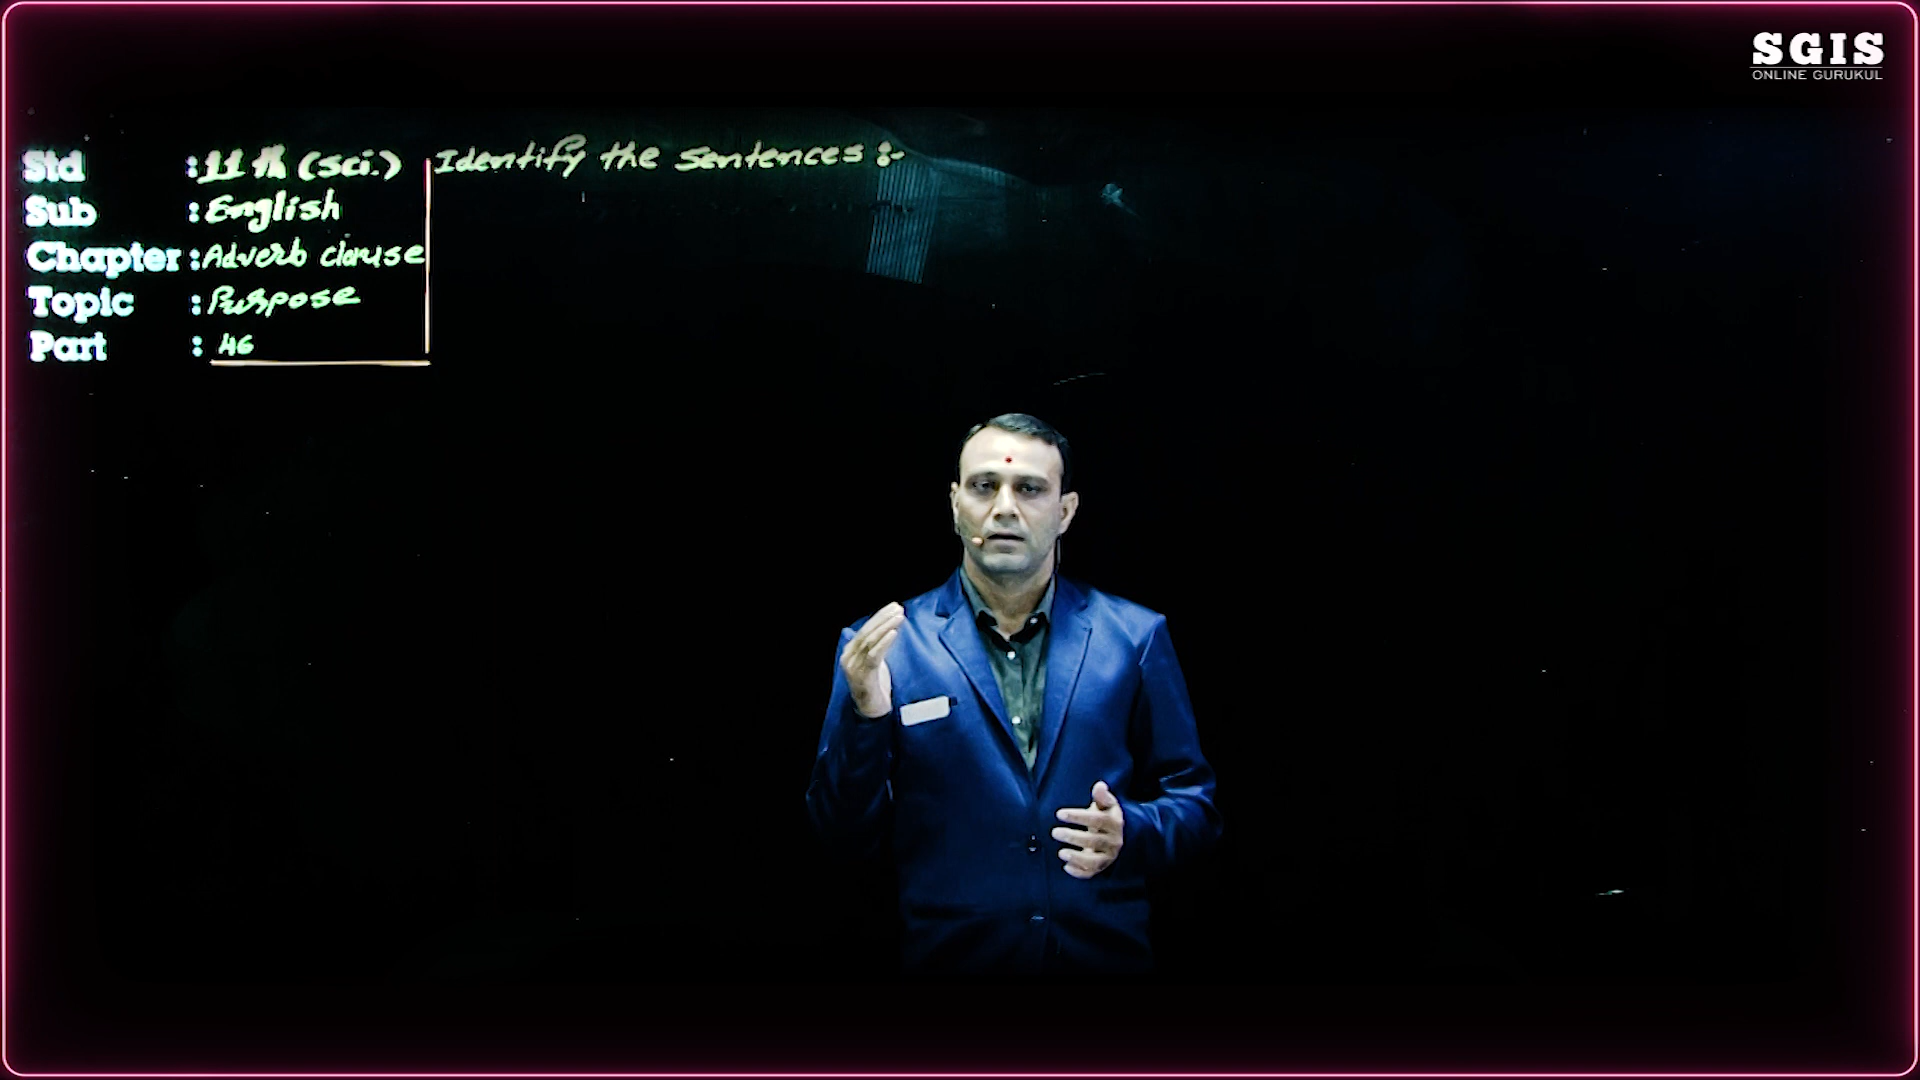 SGIS
ONLINE GURUKUL
Std : 11th (Sci.)
Sub : English
Chapter : Adverb clause
Topic : Purpose
Part : 46
Identify the sentences :-